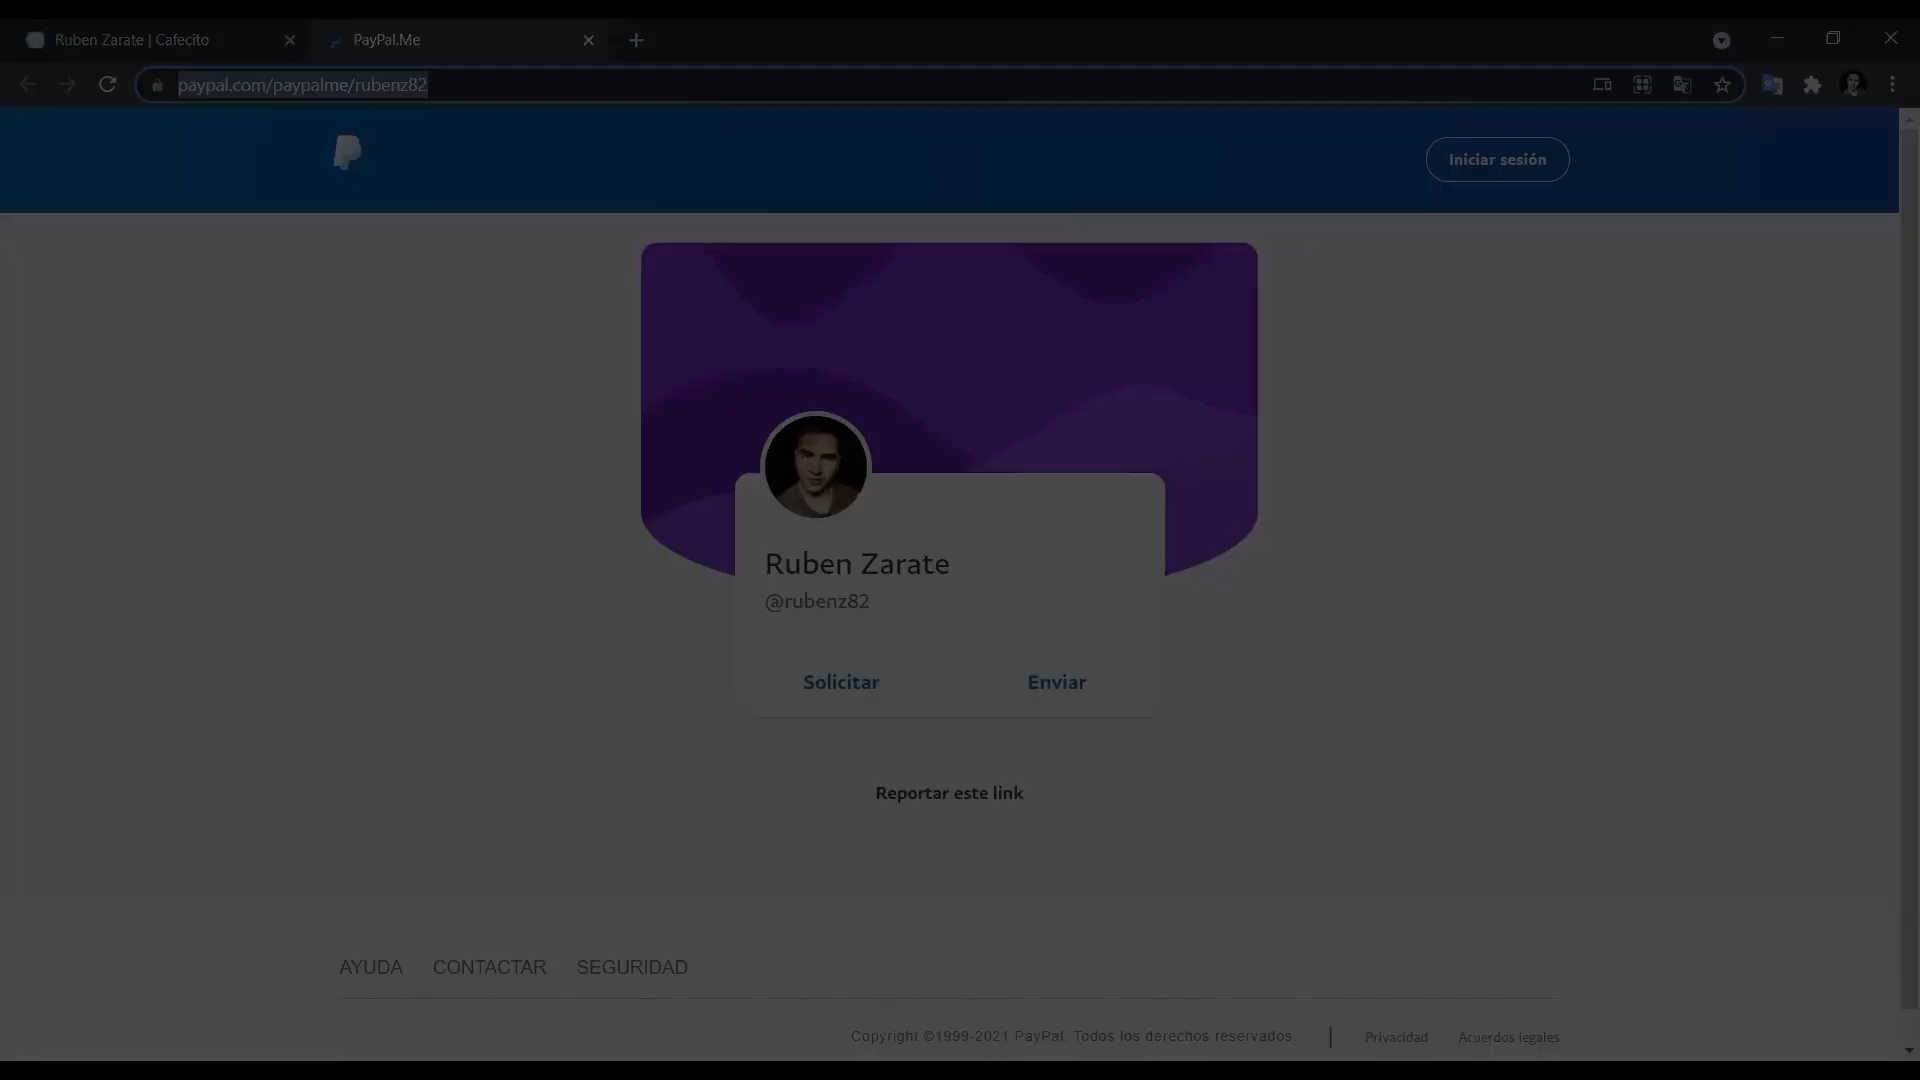 Ruben Zarate | Cafecito
PayPal.Me
paypal.com/paypalme/rubenz82
Iniciar sesión
Ruben Zarate
@rubenz82
Solicitar
Enviar
Reportar este link
AYUDA CONTACTAR SEGURIDAD
Copyright ©1999-2021 PayPal. Todos los derechos reservados. | Privacidad Acuerdos legales